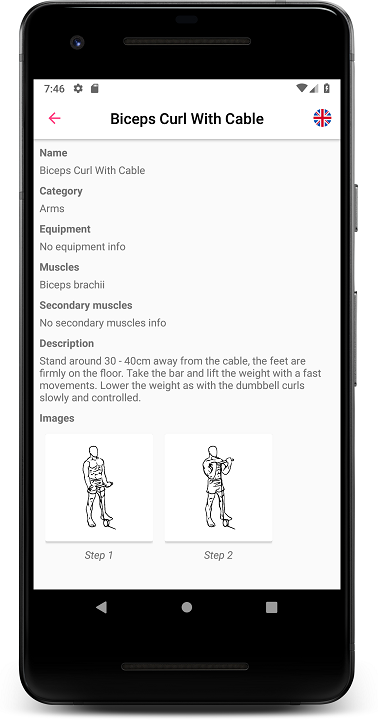 7:46
Biceps Curl With Cable
Name
Biceps Curl With Cable
Category
Arms
Equipment
No equipment info
Muscles
Biceps brachii
Secondary muscles
No secondary muscles info
Description
Stand around 30 - 40cm away from the cable, the feet are
firmly on the floor. Take the bar and lift the weight with a fast
movements. Lower the weight as with the dumbbell curls
slowly and controlled.
Images
Step 1
Step 2